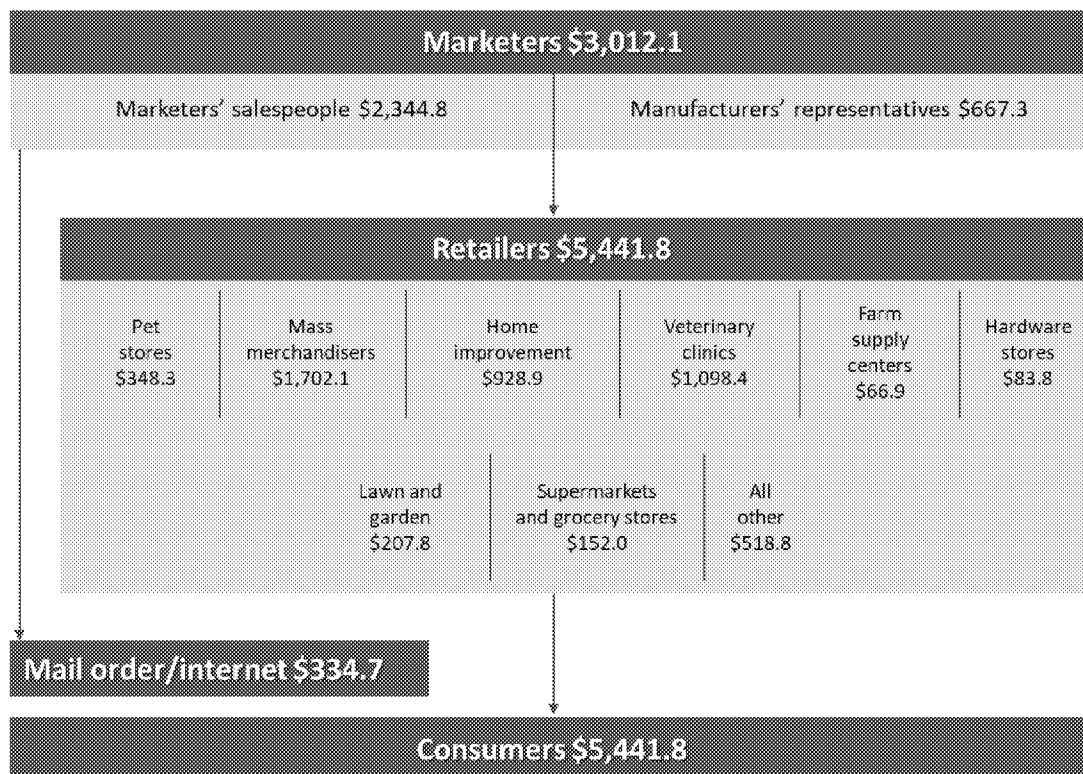 Marketers $3,012.1
Marketers' salespeople $2,344.8
Manufacturers' representatives $667.3
Retailers $5,441.8
Pet
stores
$348.3
Mass
merchandisers
$1,702.1
Home
improvement
$928.9
Veterinary
clinics
$1,098.4
Farm
supply
centers
$66.9
Hardware
stores
$83.8
Lawn and
garden
$207.8
Supermarkets
and grocery stores
$152.0
All
other
$518.8
Mail order/internet $334.7
Consumers $5,441.8